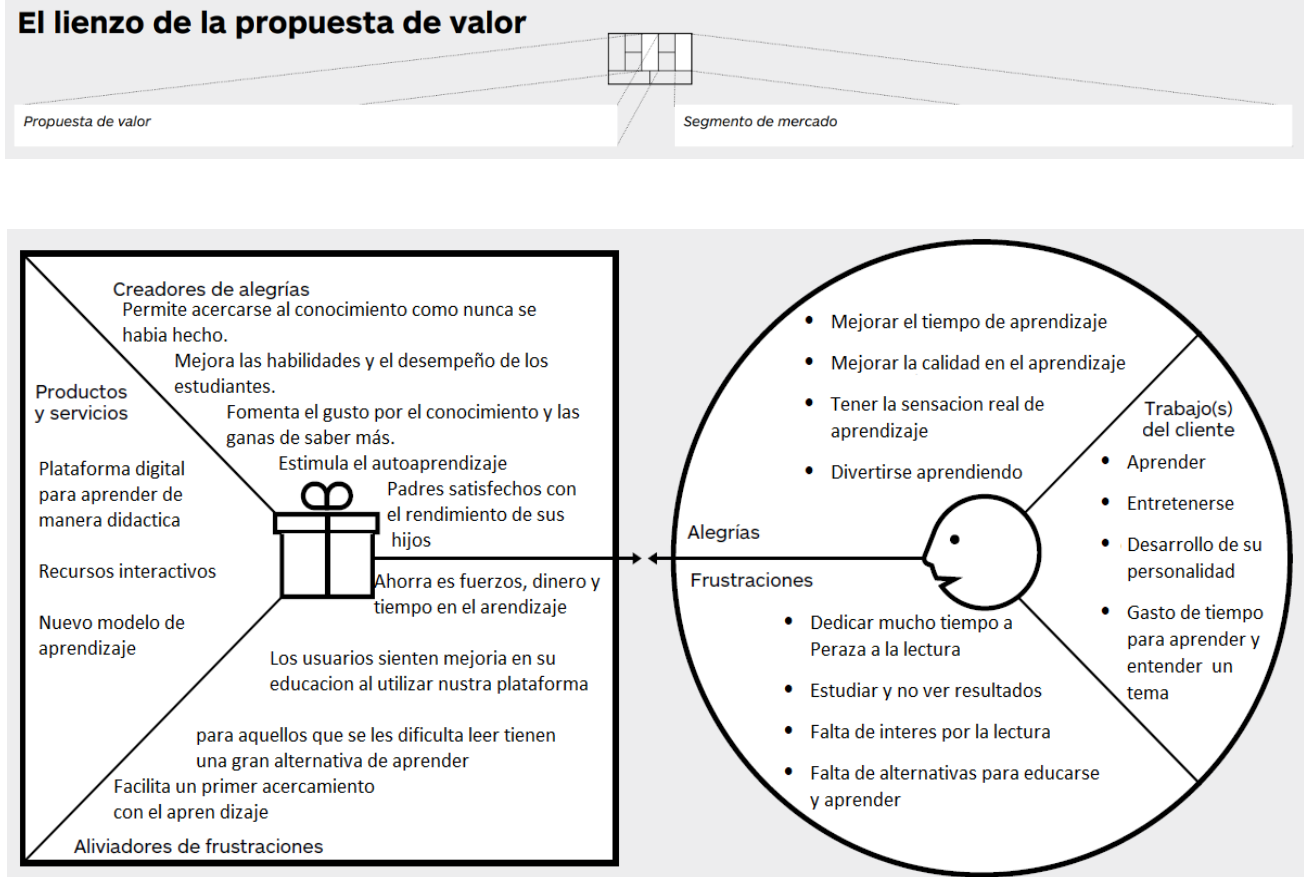 El lienzo de la propuesta de valor
Propuesta de valor
Segmento de mercado
Creadores de alegrías
Permite acercarse al conocimiento como nunca se
habia hecho.
Mejora las habilidades y el desempeño de los
estudiantes.
Fomenta el gusto por el conocimiento y las
ganas de saber más.
Estimula el autoaprendizaje
Padres satisfechos con
el rendimiento de sus
hijos
Productos
y servicios
Plataforma digital
para aprender de
manera didactica
Recursos interactivos
Nuevo modelo de
aprendizaje
Ahorra es fuerzos, dinero y
tiempo en el arendizaje
Los usuarios sienten mejoria en su
educacion al utilizar nustra plataforma
para aquellos que se les dificulta leer tienen
una gran alternativa de aprender
Facilita un primer acercamiento
con el apren dizaje
Aliviadores de frustraciones
• Mejorar el tiempo de aprendizaje
• Mejorar la calidad en el aprendizaje
• Tener la sensacion real de
aprendizaje
• Divertirse aprendiendo
Alegrías
Frustraciones
• Dedicar mucho tiempo a
Peraza a la lectura
• Estudiar y no ver resultados
• Falta de interes por la lectura
• Falta de alternativas para educarse
y aprender
Trabajo(s)
del cliente
• Aprender
• Entretenerse
• Desarrollo de su
personalidad
• Gasto de tiempo
para aprender y
entender un
tema